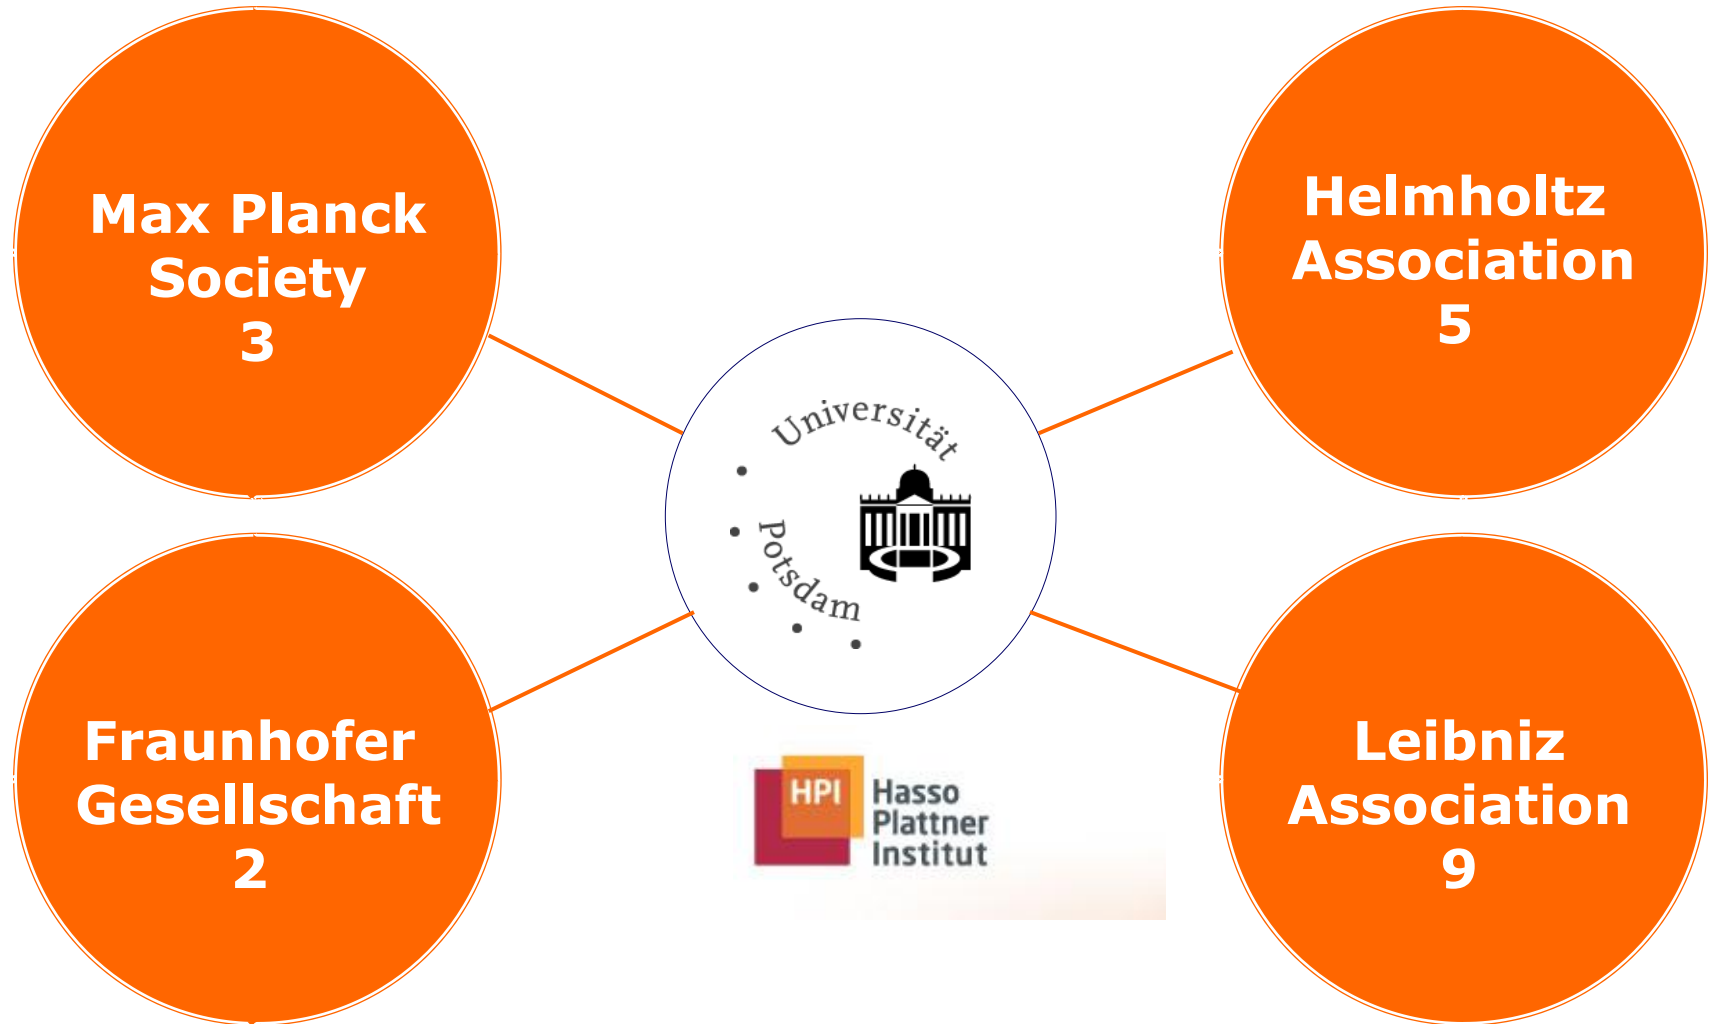 Max Planck
Society
3
Helmholtz
Association
5
Universität
Potsdam
Fraunhofer
Gesellschaft
2
HPI
Hasso
Plattner
Institut
Leibniz
Association
9